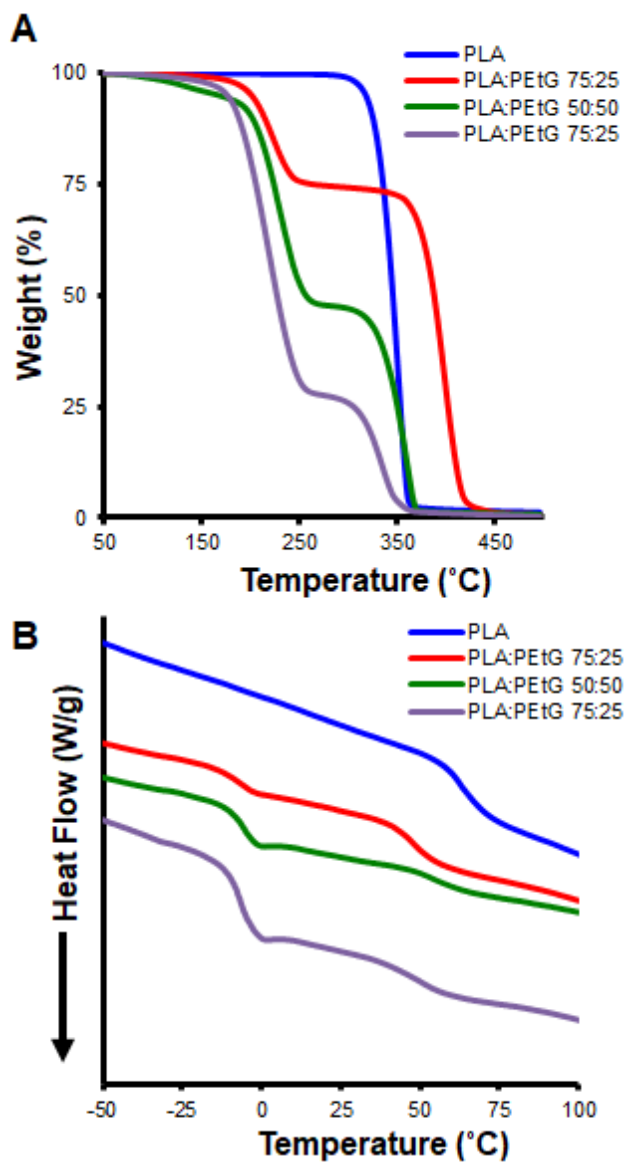 A
PLA
PLA:PEtG 75:25
PLA:PEtG 50:50
PLA:PEtG 75:25
100
75
50
25
0
Weight (%)
50 150 250 350 450
Temperature (˚C)
B
PLA
PLA:PEtG 75:25
PLA:PEtG 50:50
PLA:PEtG 75:25
Heat Flow (W/g)
-50 -25 0 25 50 75 100
Temperature (˚C)